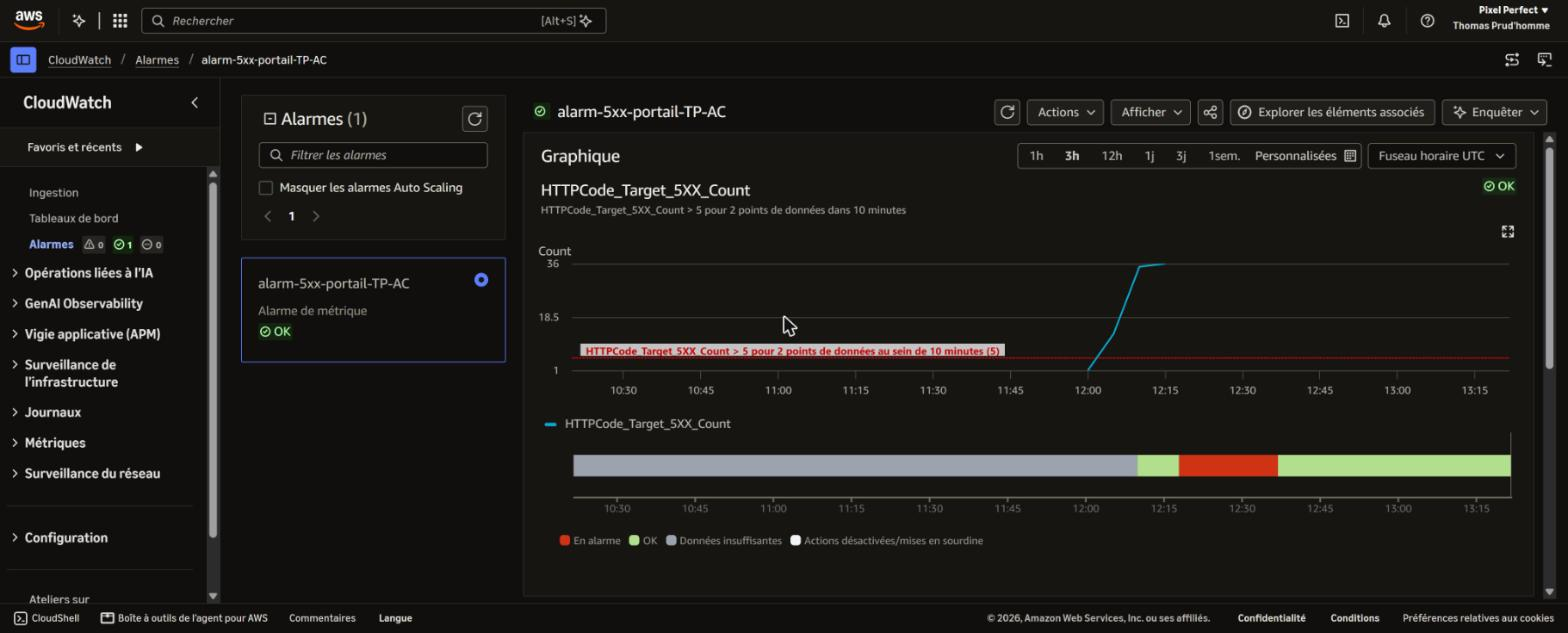 aws
Rechercher
[Alt+S]
Pixel Perfect
Thomas Prud'homme
CloudWatch / Alarmes / alarm-5xx-portail-TP-AC
CloudWatch
Favoris et récents
Ingestion
Tableaux de bord
Alarmes 0 1 0
Opérations liées à l'IA
GenAI Observability
Vigie applicative (APM)
Surveillance de
l'infrastructure
Journaux
Métriques
Surveillance du réseau
Configuration
Ateliers sur
Alarmes (1)
Filtrer les alarmes
Masquer les alarmes Auto Scaling
1
alarm-5xx-portail-TP-AC
Alarme de métrique
OK
alarm-5xx-portail-TP-AC
Actions
Afficher
Explorer les éléments associés
Enquêter
Graphique
1h 3h 12h 1j 3j 1sem. Personnalisées
Fuseau horaire UTC
HTTPCode_Target_5XX_Count
OK
HTTPCode_Target_5XX_Count > 5 pour 2 points de données dans 10 minutes
Count
36
18.5
HTTPCode_Target_5XX_Count > 5 pour 2 points de données au sein de 10 minutes (5)
1
10:30 10:45 11:00 11:15 11:30 11:45 12:00 12:15 12:30 12:45 13:00 13:15
HTTPCode_Target_5XX_Count
10:30 10:45 11:00 11:15 11:30 11:45 12:00 12:15 12:30 12:45 13:00 13:15
En alarme OK Données insuffisantes Actions désactivées/mises en sourdine
CloudShell
Boîte à outils de l'agent pour AWS
Commentaires
Langue
© 2026, Amazon Web Services, Inc. ou ses affiliés.
Confidentialité
Conditions
Préférences relatives aux cookies